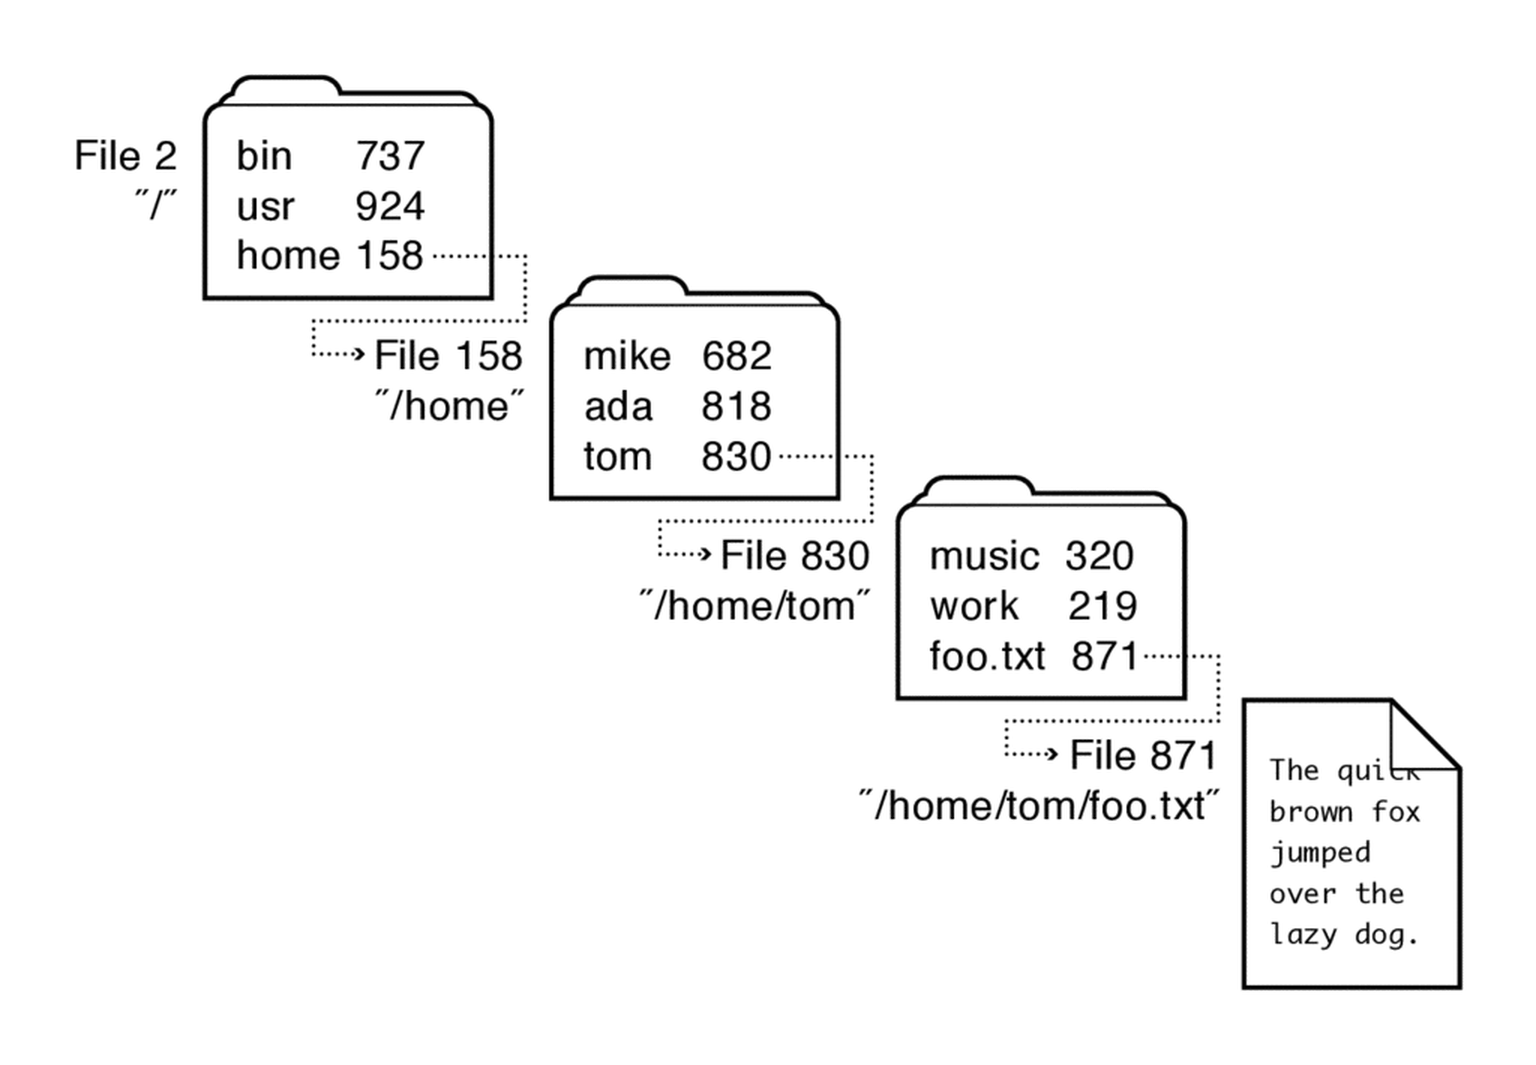 File 2
″/″
bin 737
usr 924
home 158
File 158
″/home″
mike 682
ada 818
tom 830
File 830
″/home/tom″
music 320
work 219
foo.txt 871
File 871
″/home/tom/foo.txt″
The quick
brown fox
jumped
over the
lazy dog.